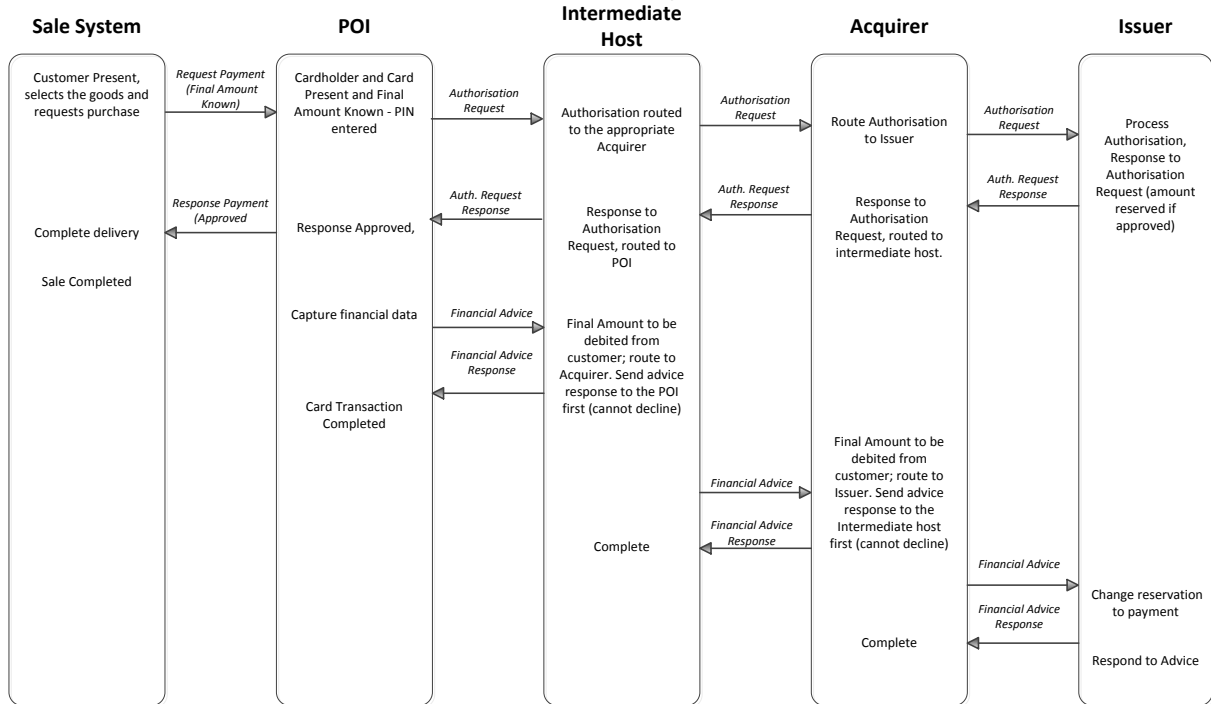 Sale System
POI
Intermediate
Host
Acquirer
Issuer
Customer Present,
selects the goods and
requests purchase
Request Payment
(Final Amount
Known)
Cardholder and Card
Present and Final
Amount Known - PIN
entered
Authorisation
Request
Authorisation routed
to the appropriate
Acquirer
Authorisation
Request
Route Authorisation
to Issuer
Authorisation
Request
Process
Authorisation,
Response to
Authorisation
Request (amount
reserved if
approved)
Auth. Request
Response
Response to
Authorisation
Request, routed to
intermediate host.
Auth. Request
Response
Response to
Authorisation
Request, routed to
POI
Auth. Request
Response
Response Approved,
Response Payment
(Approved
Complete delivery
Sale Completed
Capture financial data
Financial Advice
Final Amount to be
debited from
customer; route to
Acquirer. Send advice
response to the POI
first (cannot decline)
Financial Advice
Response
Card Transaction
Completed
Financial Advice
Final Amount to be
debited from
customer; route to
Issuer. Send advice
response to the
Intermediate host
first (cannot decline)
Financial Advice
Response
Complete
Financial Advice
Change reservation
to payment
Financial Advice
Response
Complete
Respond to Advice